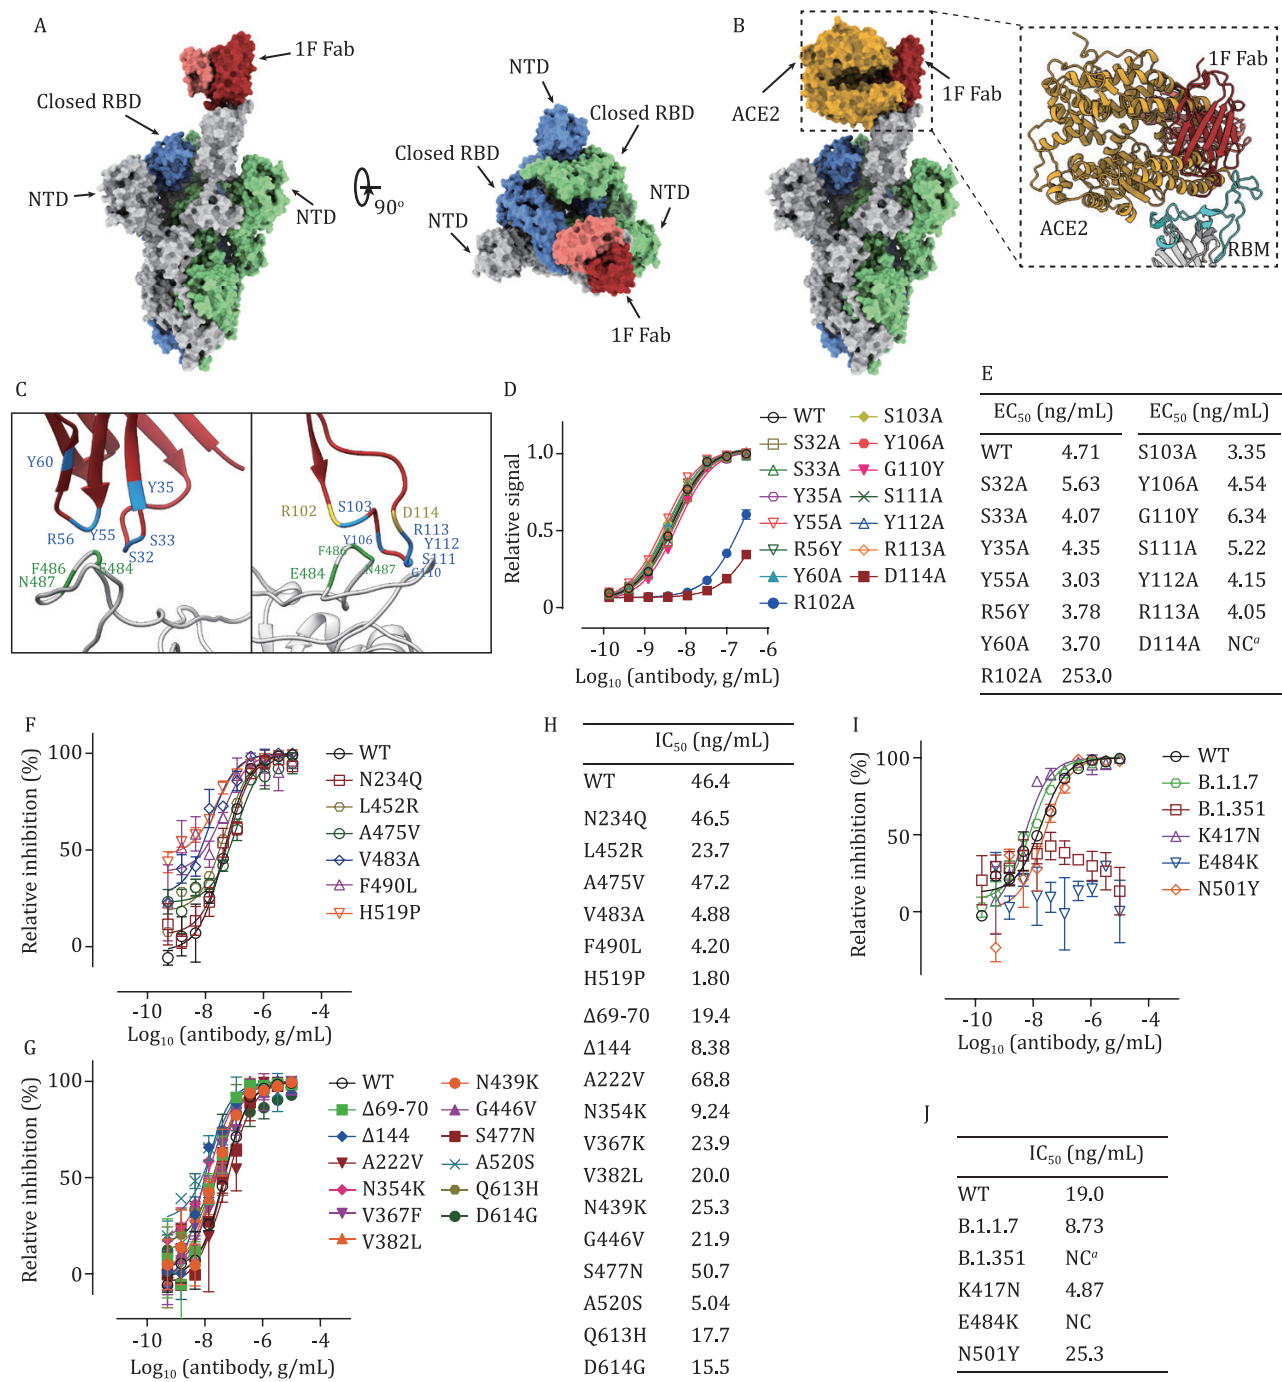 A
1F Fab
Closed RBD
NTD
NTD
90°
NTD
Closed RBD
Closed RBD
NTD
NTD
1F Fab
B
ACE2
1F Fab
1F Fab
ACE2
RBM
C
Y60
Y35
R56
Y55
S33
S32
F486
E484
N487
R102
S103
D114
R113
Y112
S111
G110
Y106
F486
E484
N487
D
Relative signal
1.0
0.5
0
-10 -9 -8 -7 -6
Log₁₀ (antibody, g/mL)
WT
S32A
S33A
Y35A
Y55A
R56Y
Y60A
R102A
S103A
Y106A
G110Y
S111A
Y112A
R113A
D114A
E
EC₅₀ (ng/mL) EC₅₀ (ng/mL)
WT 4.71 S103A 3.35
S32A 5.63 Y106A 4.54
S33A 4.07 G110Y 6.34
Y35A 4.35 S111A 5.22
Y55A 3.03 Y112A 4.15
R56Y 3.78 R113A 4.05
Y60A 3.70 D114A NCᵃ
R102A 253.0
F
Relative inhibition (%)
100
50
0
-10 -8 -6 -4
Log₁₀ (antibody, g/mL)
WT
N234Q
L452R
A475V
V483A
F490L
H519P
G
Relative inhibition (%)
100
50
0
-10 -8 -6 -4
Log₁₀ (antibody, g/mL)
WT
Δ69-70
Δ144
A222V
N354K
V367F
V382L
N439K
G446V
S477N
A520S
Q613H
D614G
H
IC₅₀ (ng/mL)
WT 46.4
N234Q 46.5
L452R 23.7
A475V 47.2
V483A 4.88
F490L 4.20
H519P 1.80
Δ69-70 19.4
Δ144 8.38
A222V 68.8
N354K 9.24
V367K 23.9
V382L 20.0
N439K 25.3
G446V 21.9
S477N 50.7
A520S 5.04
Q613H 17.7
D614G 15.5
I
Relative inhibition (%)
100
50
0
-10 -8 -6 -4
Log₁₀ (antibody, g/mL)
WT
B.1.1.7
B.1.351
K417N
E484K
N501Y
J
IC₅₀ (ng/mL)
WT 19.0
B.1.1.7 8.73
B.1.351 NCᵃ
K417N 4.87
E484K NC
N501Y 25.3